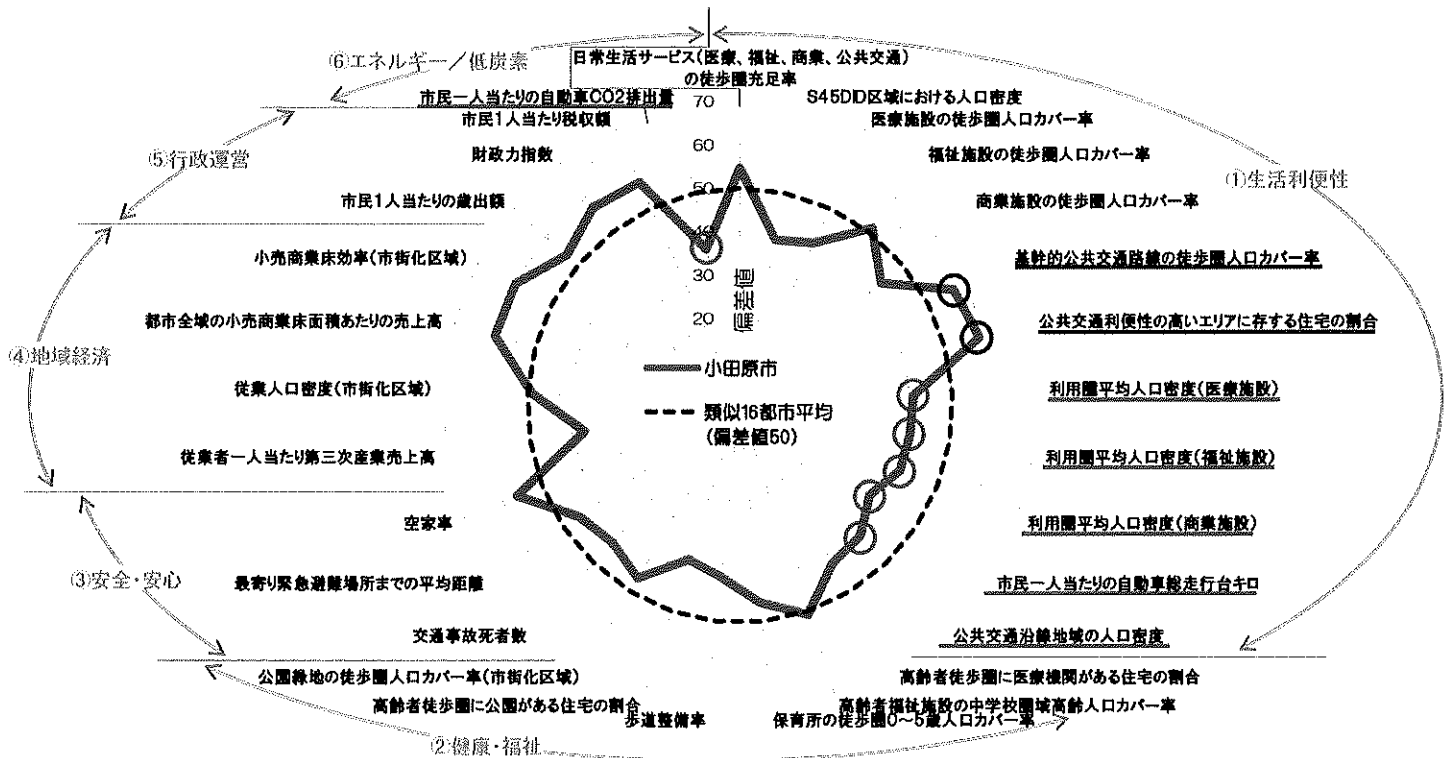 ⑥エネルギー／低炭素
日常生活サービス(医療、福祉、商業、公共交通)
の徒歩圏充足率
市民一人当たりの自動車CO2排出量
70
S45DID区域における人口密度
市民1人当たり税収額
医療施設の徒歩圏人口カバー率
⑤行政運営
財政力指数
60
福祉施設の徒歩圏人口カバー率
①生活利便性
市民1人当たりの歳出額
50
商業施設の徒歩圏人口カバー率
40
小売商業床効率(市街化区域)
30
基幹的公共交通路線の徒歩圏人口カバー率
偏差値
都市全域の小売商業床面積あたりの売上高
20
公共交通利便性の高いエリアに存する住宅の割合
④地域経済
小田原市
従業人口密度(市街化区域)
利用圏平均人口密度(医療施設)
類似16都市平均
(偏差値50)
従業者一人当たり第三次産業売上高
利用圏平均人口密度(福祉施設)
空家率
利用圏平均人口密度(商業施設)
③安全・安心
最寄り緊急避難場所までの平均距離
市民一人当たりの自動車総走行台キロ
交通事故死者数
公共交通沿線地域の人口密度
公園緑地の徒歩圏人口カバー率(市街化区域)
高齢者徒歩圏に医療機関がある住宅の割合
高齢者徒歩圏に公園がある住宅の割合
高齢者福祉施設の中学校圏域高齢人口カバー率
歩道整備率
保育所の徒歩圏0～5歳人口カバー率
②健康・福祉